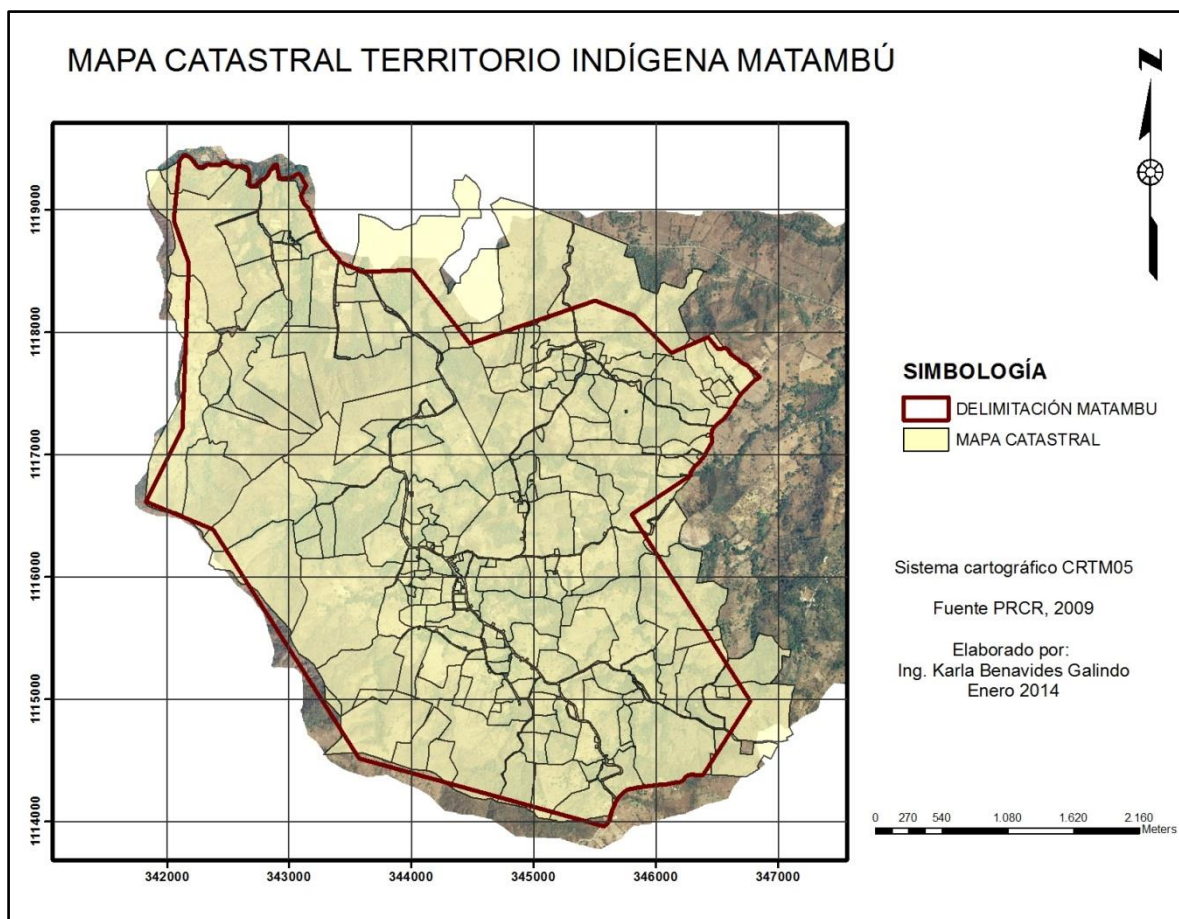 MAPA CATASTRAL TERRITORIO INDÍGENA MATAMBÚ
N
1119000
1118000
1117000
1116000
1115000
1114000
342000 343000 344000 345000 346000 347000
SIMBOLOGÍA
DELIMITACIÓN MATAMBU
MAPA CATASTRAL
Sistema cartográfico CRTM05
Fuente PRCR, 2009
Elaborado por:
Ing. Karla Benavides Galindo
Enero 2014
0 270 540 1.080 1.620 2.160
Meters